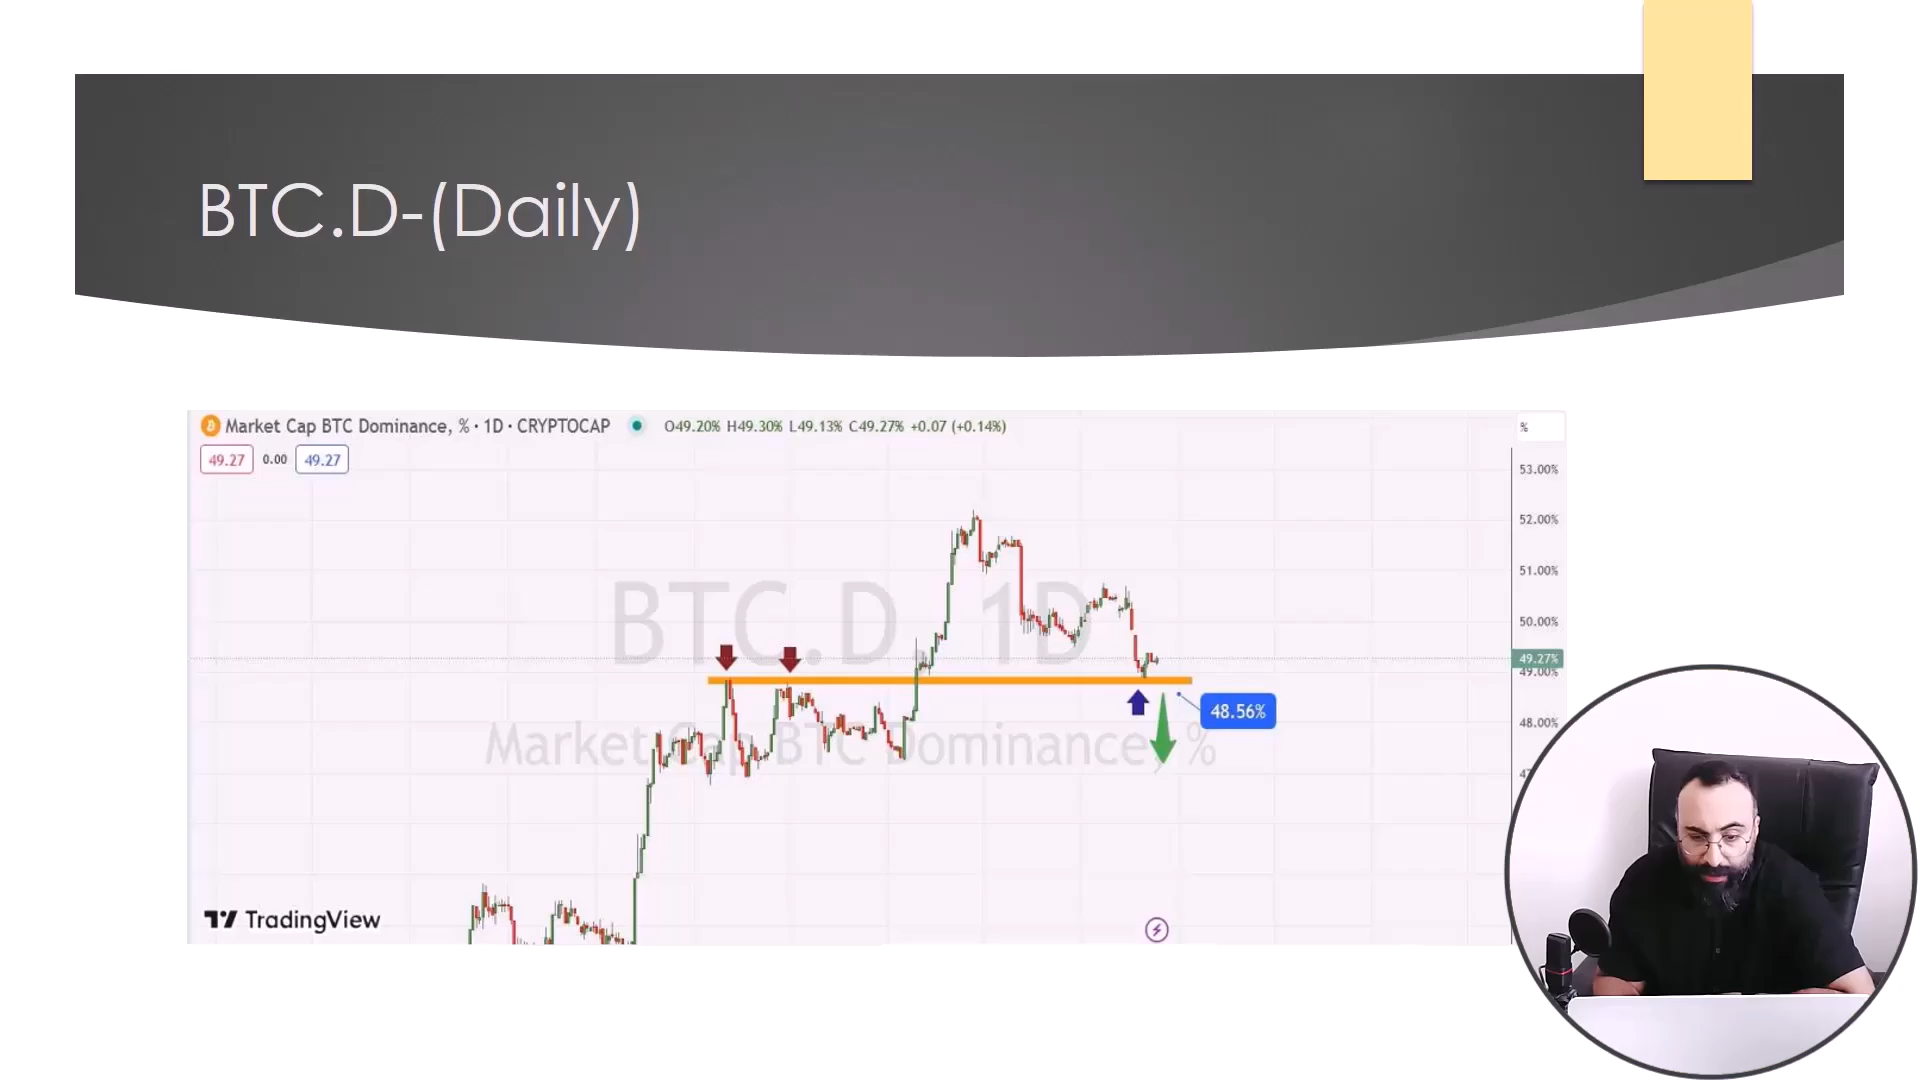 BTC.D-(Daily)
Market Cap BTC Dominance, % · 1D · CRYPTOCAP O49.20% H49.30% L49.13% C49.27% +0.07 (+0.14%)
%
49.27 0.00 49.27
53.00%
52.00%
51.00%
BTC.D, 1D
50.00%
49.27%
49.00%
48.56%
48.00%
Market Cap BTC Dominance, %
TradingView